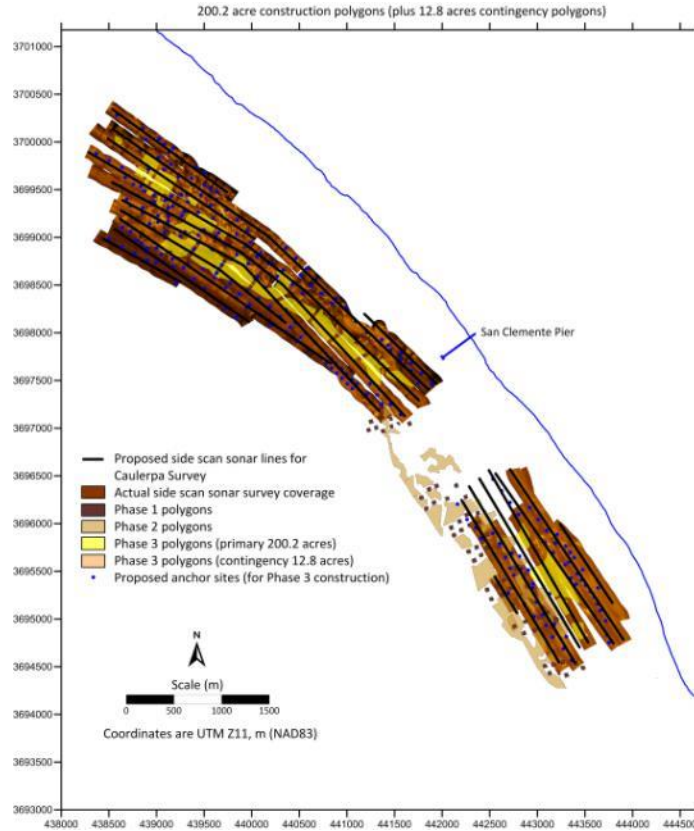 200.2 acre construction polygons (plus 12.8 acres contingency polygons)
3701000
3700500
3700000
3699500
3699000
3698500
3698000
San Clemente Pier
3697500
3697000
3696500
3696000
3695500
3695000
3694500
3694000
3693500
3693000
Proposed side scan sonar lines for
Caulerpa Survey
Actual side scan sonar survey coverage
Phase 1 polygons
Phase 2 polygons
Phase 3 polygons (primary 200.2 acres)
Phase 3 polygons (contingency 12.8 acres)
Proposed anchor sites (for Phase 3 construction)
N
Scale (m)
0 500 1000 1500
Coordinates are UTM Z11, m (NAD83)
438000 438500 439000 439500 440000 440500 441000 441500 442000 442500 443000 443500 444000